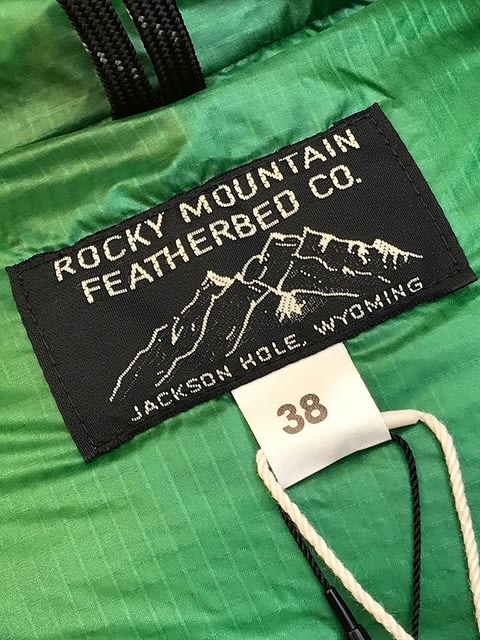 ROCKY MOUNTAIN
FEATHERBED CO.
JACKSON HOLE, WYOMING
38